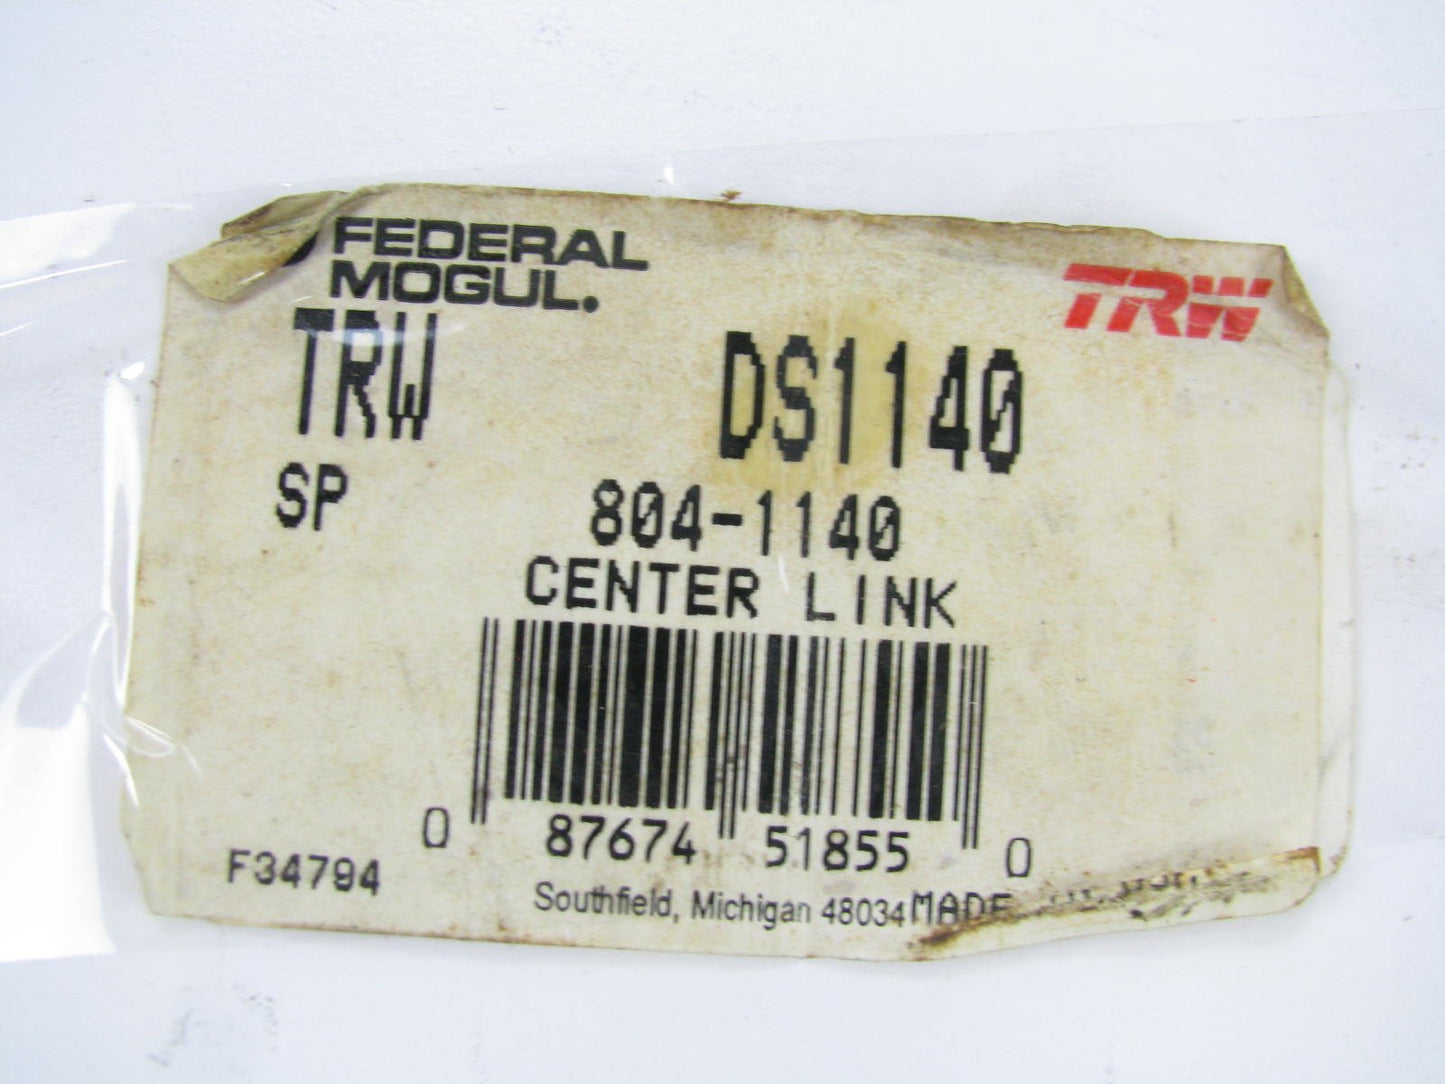 FEDERAL
MOGUL.
TRW
TRW DS1140
SP 804-1140
CENTER LINK
0 87674 51855 0
F34794
Southfield, Michigan 48034 MADE